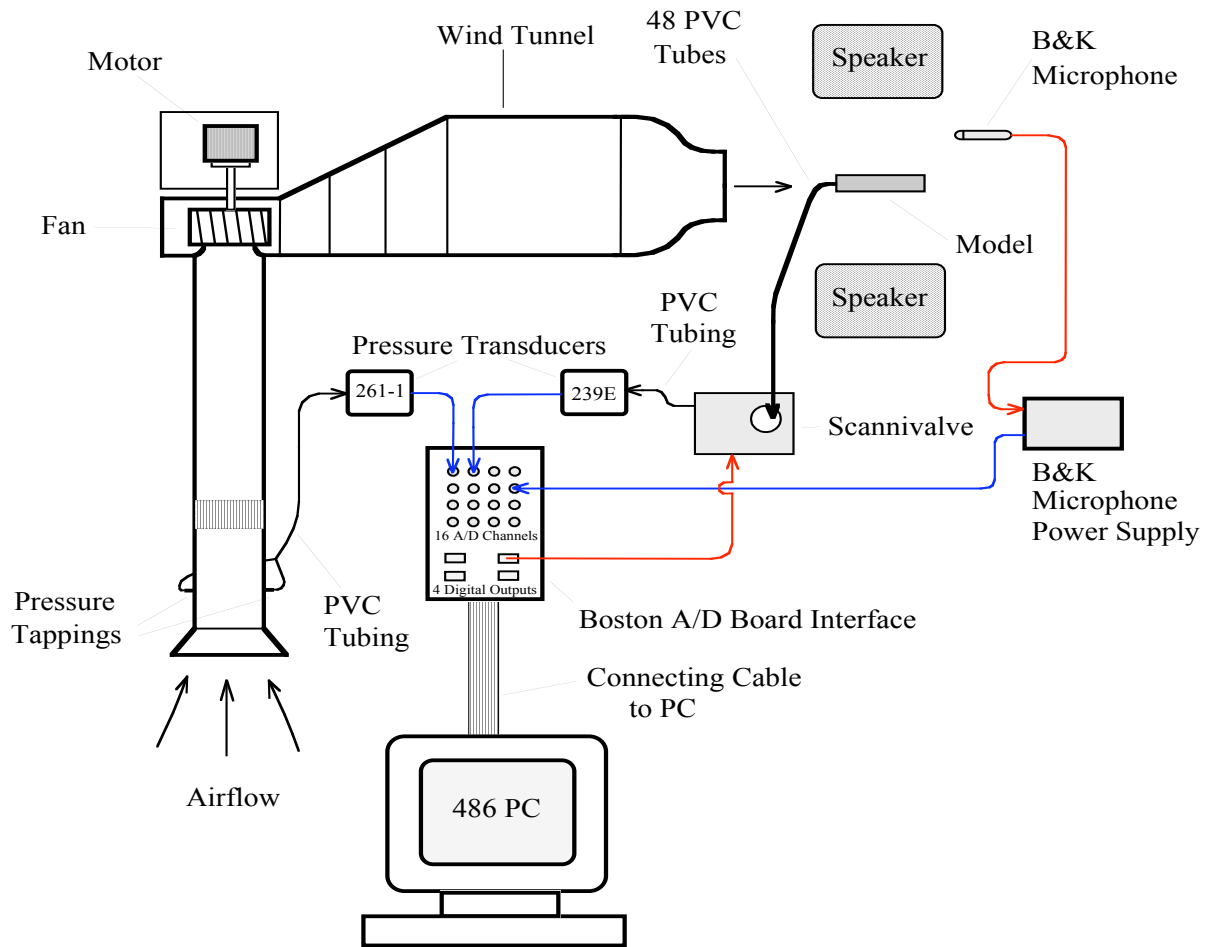 Wind Tunnel
48 PVC
Tubes
Speaker
B&K
Microphone
Motor
Fan
Model
Speaker
PVC
Tubing
Pressure Transducers
261-1
239E
Scannivalve
B&K
Microphone
Power Supply
16 A/D Channels
4 Digital Outputs
Pressure
Tappings
PVC
Tubing
Boston A/D Board Interface
Connecting Cable
to PC
Airflow
486 PC